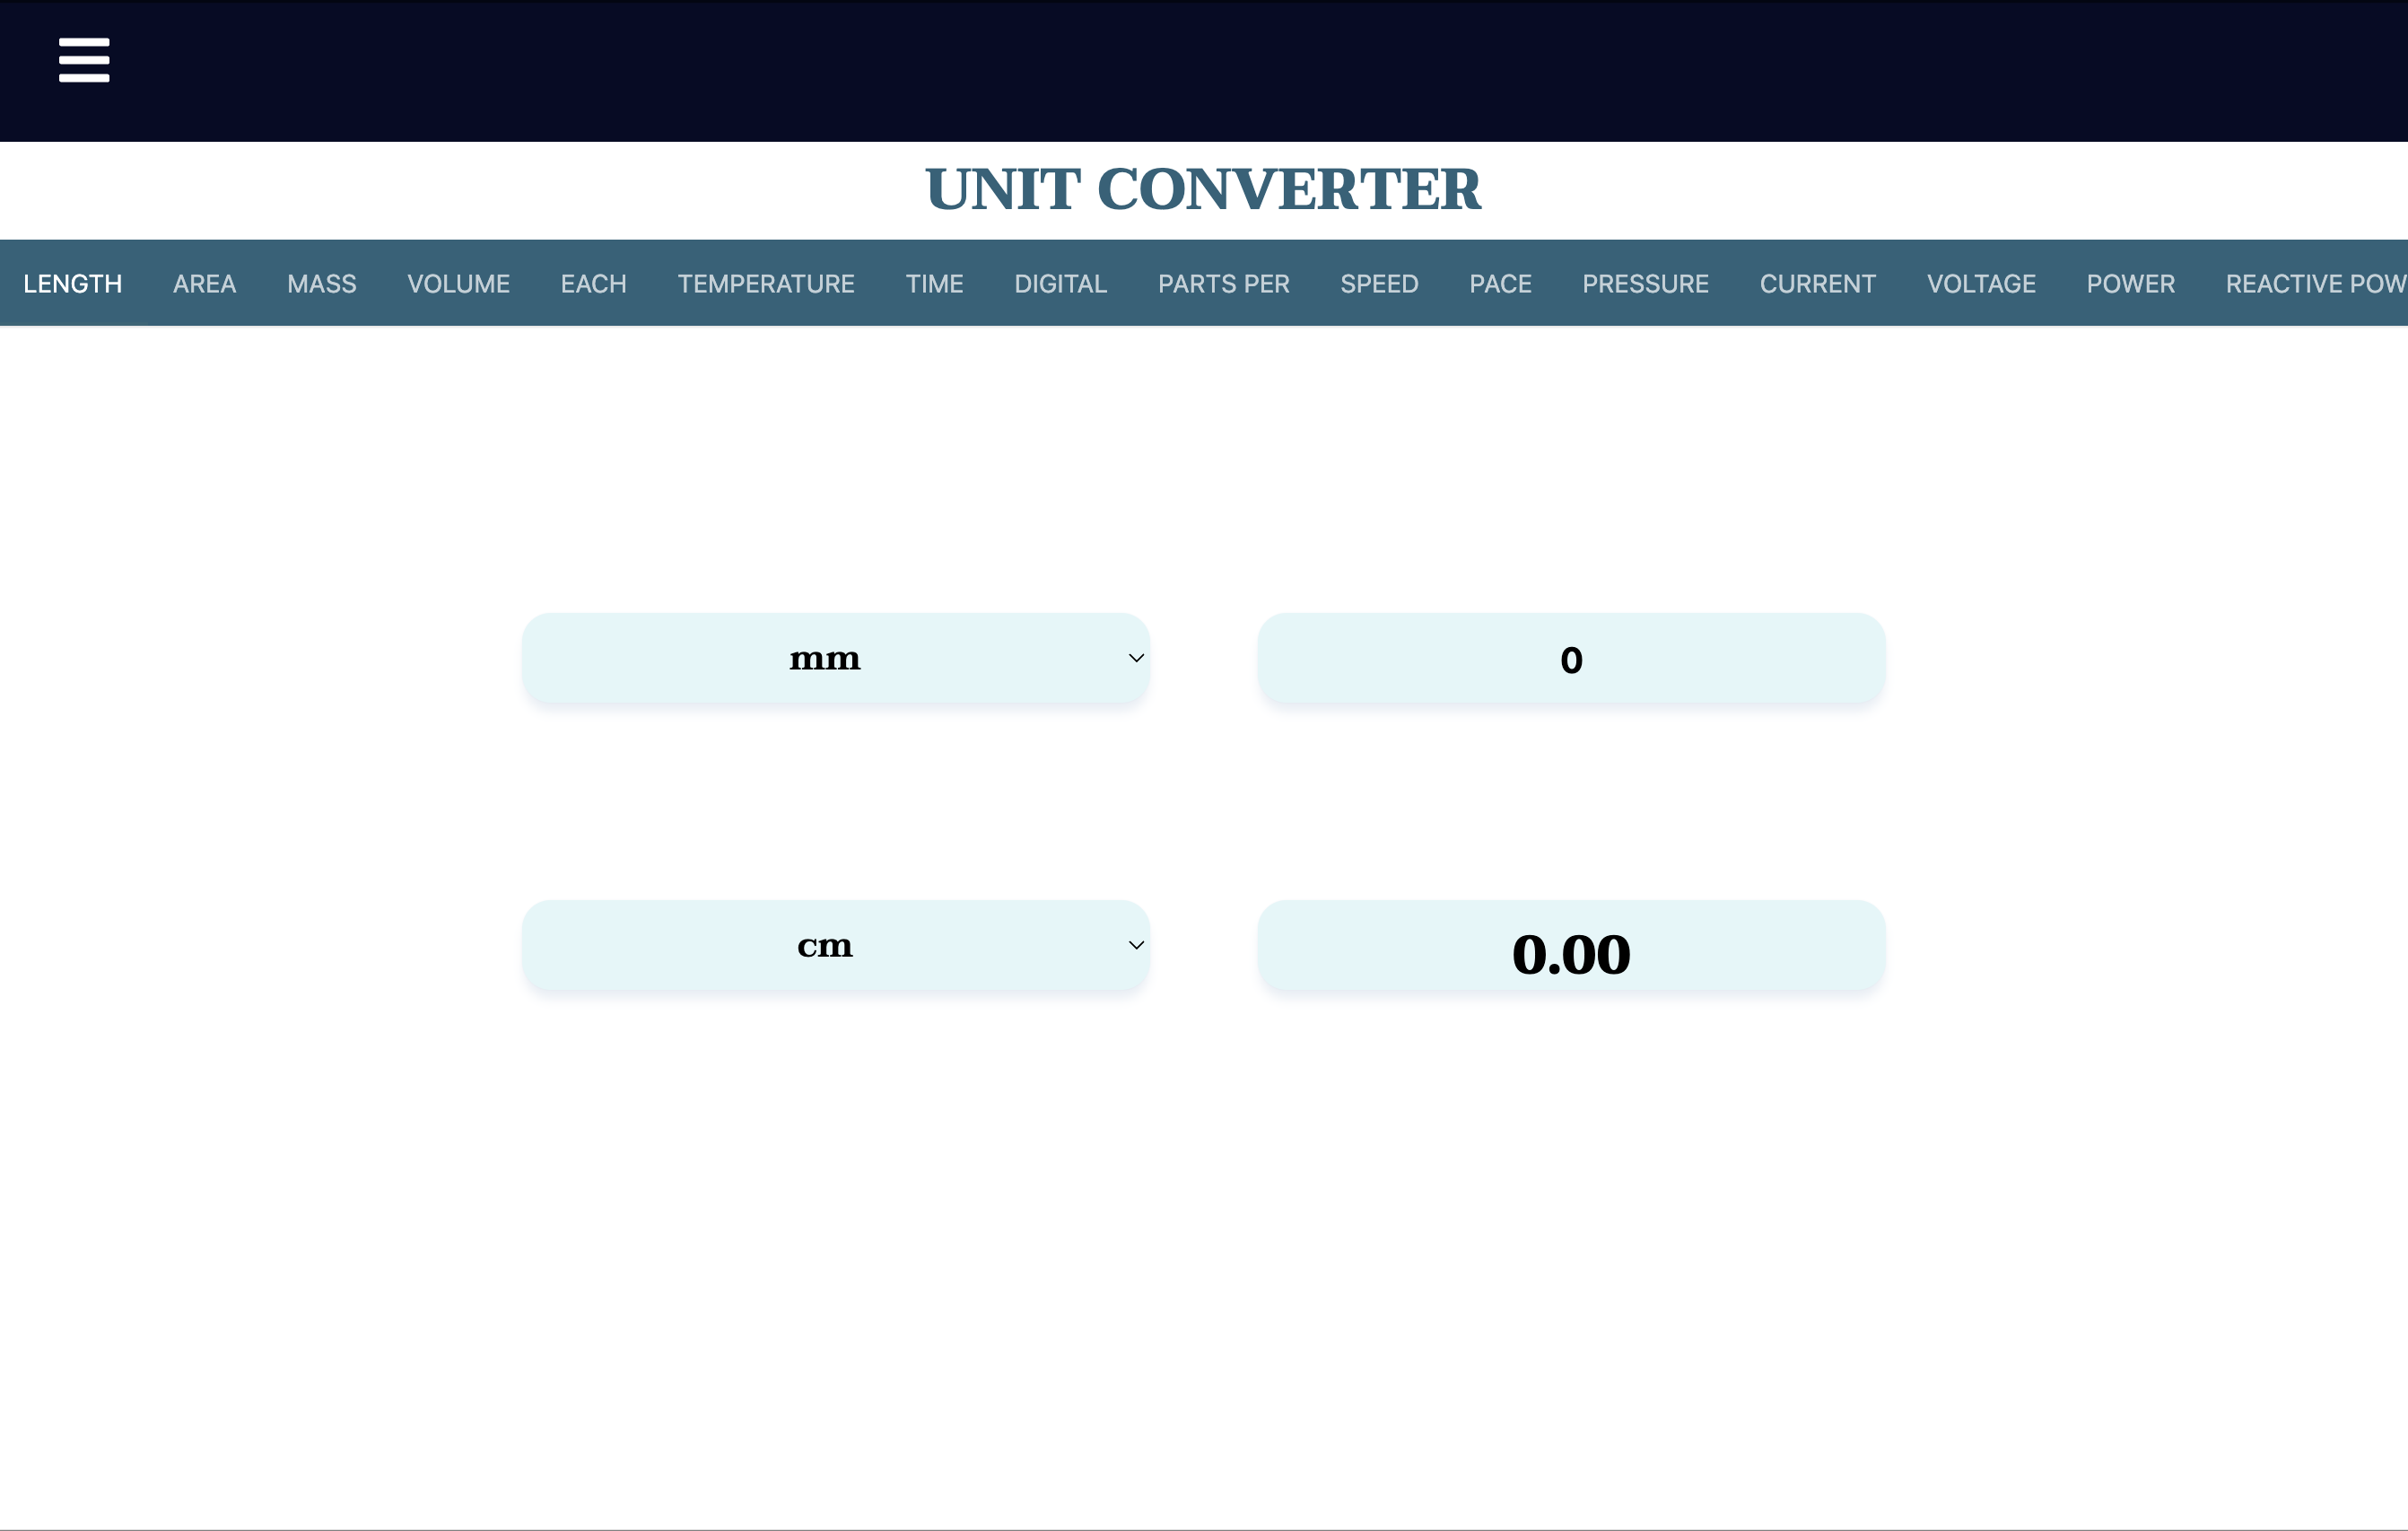 UNIT CONVERTER
LENGTH AREA MASS VOLUME EACH TEMPERATURE TIME DIGITAL PARTS PER SPEED PACE PRESSURE CURRENT VOLTAGE POWER REACTIVE POW
mm 0
cm 0.00